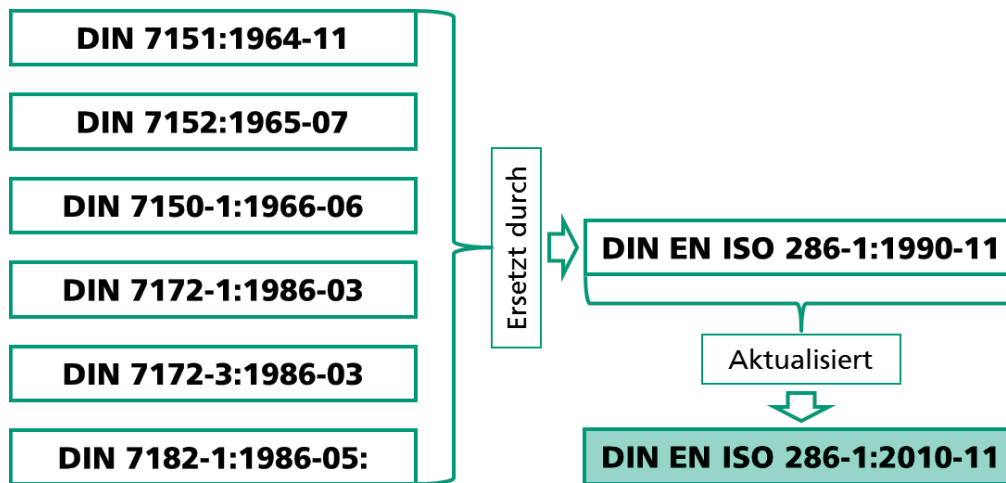 DIN 7151:1964-11
DIN 7152:1965-07
DIN 7150-1:1966-06
DIN 7172-1:1986-03
DIN 7172-3:1986-03
DIN 7182-1:1986-05:
Ersetzt durch
DIN EN ISO 286-1:1990-11
Aktualisiert
DIN EN ISO 286-1:2010-11